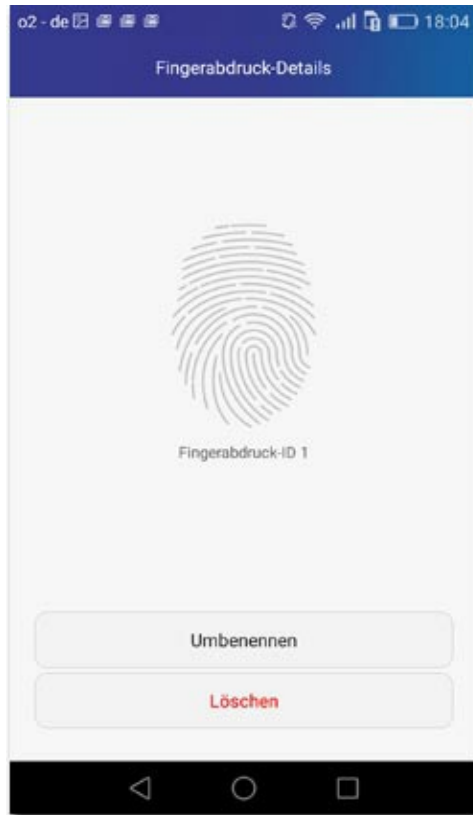 o2 - de 18:04
Fingerabdruck-Details
Fingerabdruck-ID 1
Umbenennen
Löschen